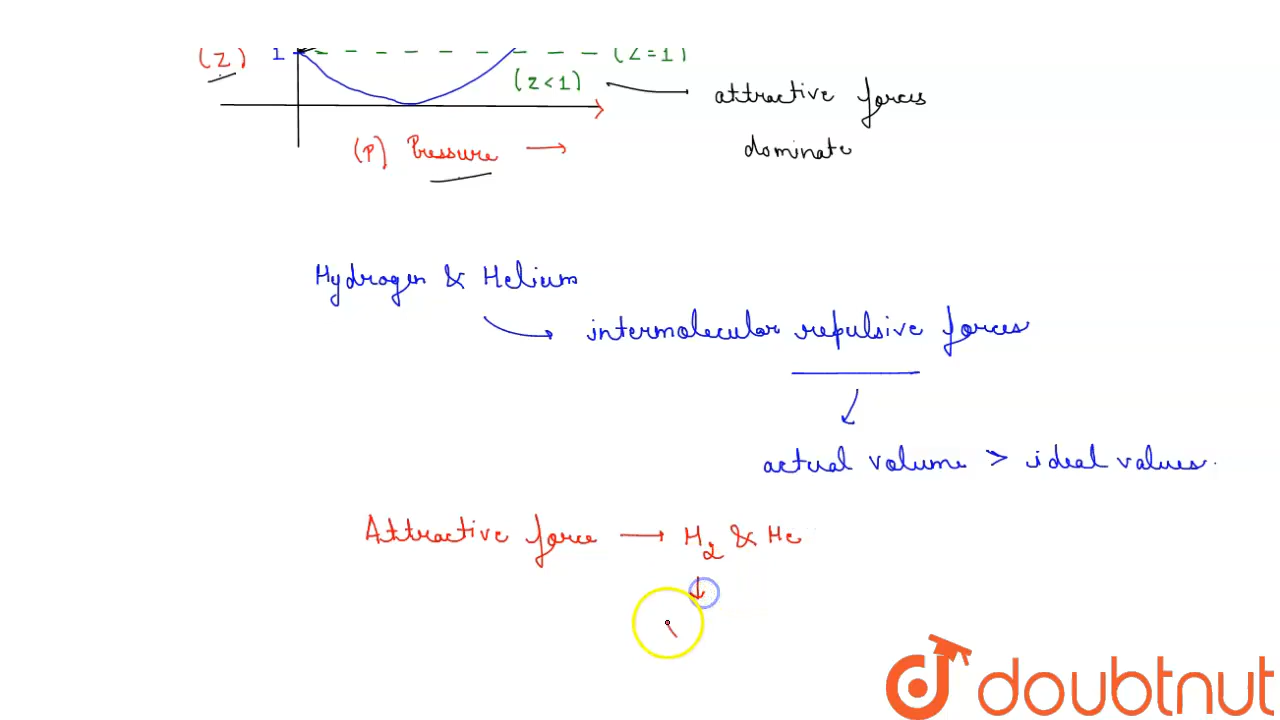 (Z) 1 (Z=1)
(Z<1) attractive forces
(P) Pressure → dominate
Hydrogen & Helium
intermolecular repulsive forces
actual volume > ideal values.
Attractive force → H2 & He
doubtnut